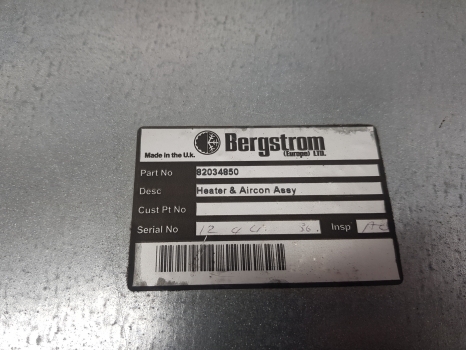 Bergstrom
(Europe) LTD.
Made in the U.k.
Part No 82034850
Desc Heater & Aircon Assy
Cust Pt No
Serial No 12 Insp